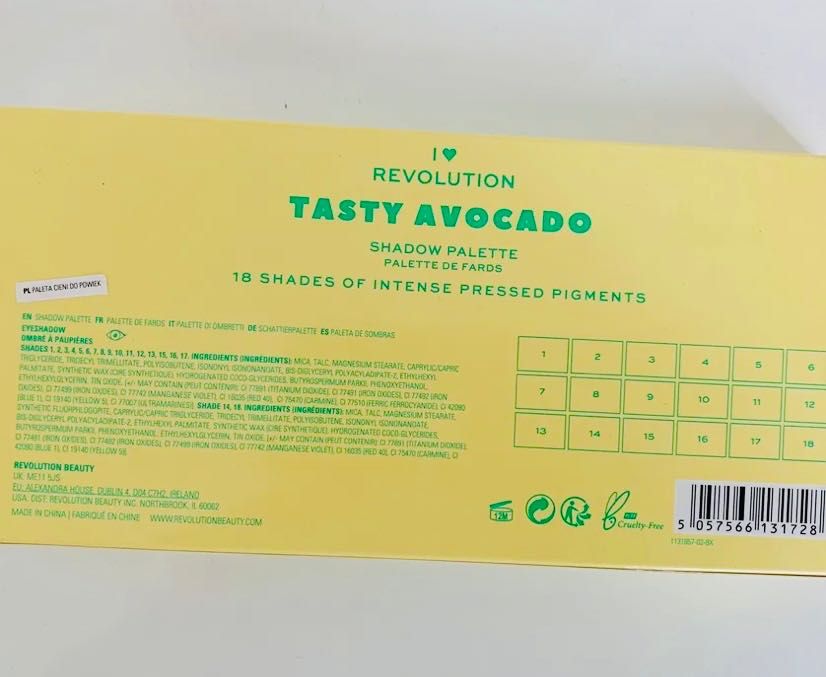 I ♥
REVOLUTION
TASTY AVOCADO
SHADOW PALETTE
PALETTE DE FARDS
18 SHADES OF INTENSE PRESSED PIGMENTS
PL PALETA CIENI DO POWIEK
EN SHADOW PALETTE FR PALETTE DE FARDS IT PALETTE DI OMBRETTI DE SCHATTIERPALETTE ES PALETA DE SOMBRAS
EYESHADOW
OMBRE À PAUPIÈRES
SHADES 1, 2, 3, 4, 5, 6, 7, 8, 9, 10, 11, 12, 13, 15, 16, 17. INGREDIENTS (INGRÉDIENTS): MICA, TALC, MAGNESIUM STEARATE, CAPRYLIC/CAPRIC
TRIGLYCERIDE, TRIDECYL TRIMELLITATE, POLYISOBUTENE, ISONONYL ISONONANOATE, BIS-DIGLYCERYL POLYACYLADIPATE-2, ETHYLHEXYL
PALMITATE, SYNTHETIC WAX (CIRE SYNTHETIQUE), HYDROGENATED COCO-GLYCERIDES, BUTYROSPERMUM PARKII, PHENOXYETHANOL,
ETHYLHEXYLGLYCERIN, TIN OXIDE. [+/- MAY CONTAIN (PEUT CONTENIR): CI 77891 (TITANIUM DIOXIDE), CI 77491 (IRON OXIDES), CI 77492 (IRON
OXIDES), CI 77499 (IRON OXIDES), CI 77742 (MANGANESE VIOLET), CI 16035 (RED 40), CI 75470 (CARMINE), CI 77510 (FERRIC FERROCYANIDE), CI 42090
(BLUE 1), CI 19140 (YELLOW 5), CI 77007 (ULTRAMARINES)]. SHADE 14, 18. INGREDIENTS (INGRÉDIENTS): MICA, TALC, MAGNESIUM STEARATE,
SYNTHETIC FLUORPHLOGOPITE, CAPRYLIC/CAPRIC TRIGLYCERIDE, TRIDECYL TRIMELLITATE, POLYISOBUTENE, ISONONYL ISONONANOATE,
BIS-DIGLYCERYL POLYACYLADIPATE-2, ETHYLHEXYL PALMITATE, SYNTHETIC WAX (CIRE SYNTHETIQUE), HYDROGENATED COCO-GLYCERIDES,
BUTYROSPERMUM PARKII, PHENOXYETHANOL, ETHYLHEXYLGLYCERIN, TIN OXIDE. [+/- MAY CONTAIN (PEUT CONTENIR): CI 77891 (TITANIUM DIOXIDE),
CI 77491 (IRON OXIDES), CI 77492 (IRON OXIDES), CI 77499 (IRON OXIDES), CI 77742 (MANGANESE VIOLET), CI 16035 (RED 40), CI 75470 (CARMINE), CI
42090 (BLUE 1), CI 19140 (YELLOW 5)].
REVOLUTION BEAUTY
UK: ME11 5JS
EU: ALEXANDRA HOUSE, DUBLIN 4, D04 C7H2, IRELAND
USA: DIST. REVOLUTION BEAUTY INC. NORTHBROOK, IL 60062
MADE IN CHINA | FABRIQUÉ EN CHINE WWW.REVOLUTIONBEAUTY.COM
1 2 3 4 5 6
7 8 9 10 11 12
13 14 15 16 17 18
12M
Cruelty-Free
5 057566 131728
1131957-02-BX